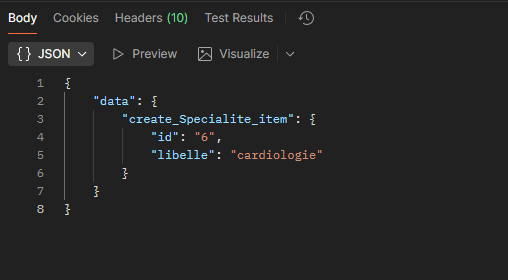 Body Cookies Headers (10) Test Results
{} JSON Preview Visualize
1 {
2 "data": {
3 "create_Specialite_item": {
4 "id": "6",
5 "libelle": "cardiologie"
6 }
7 }
8 }